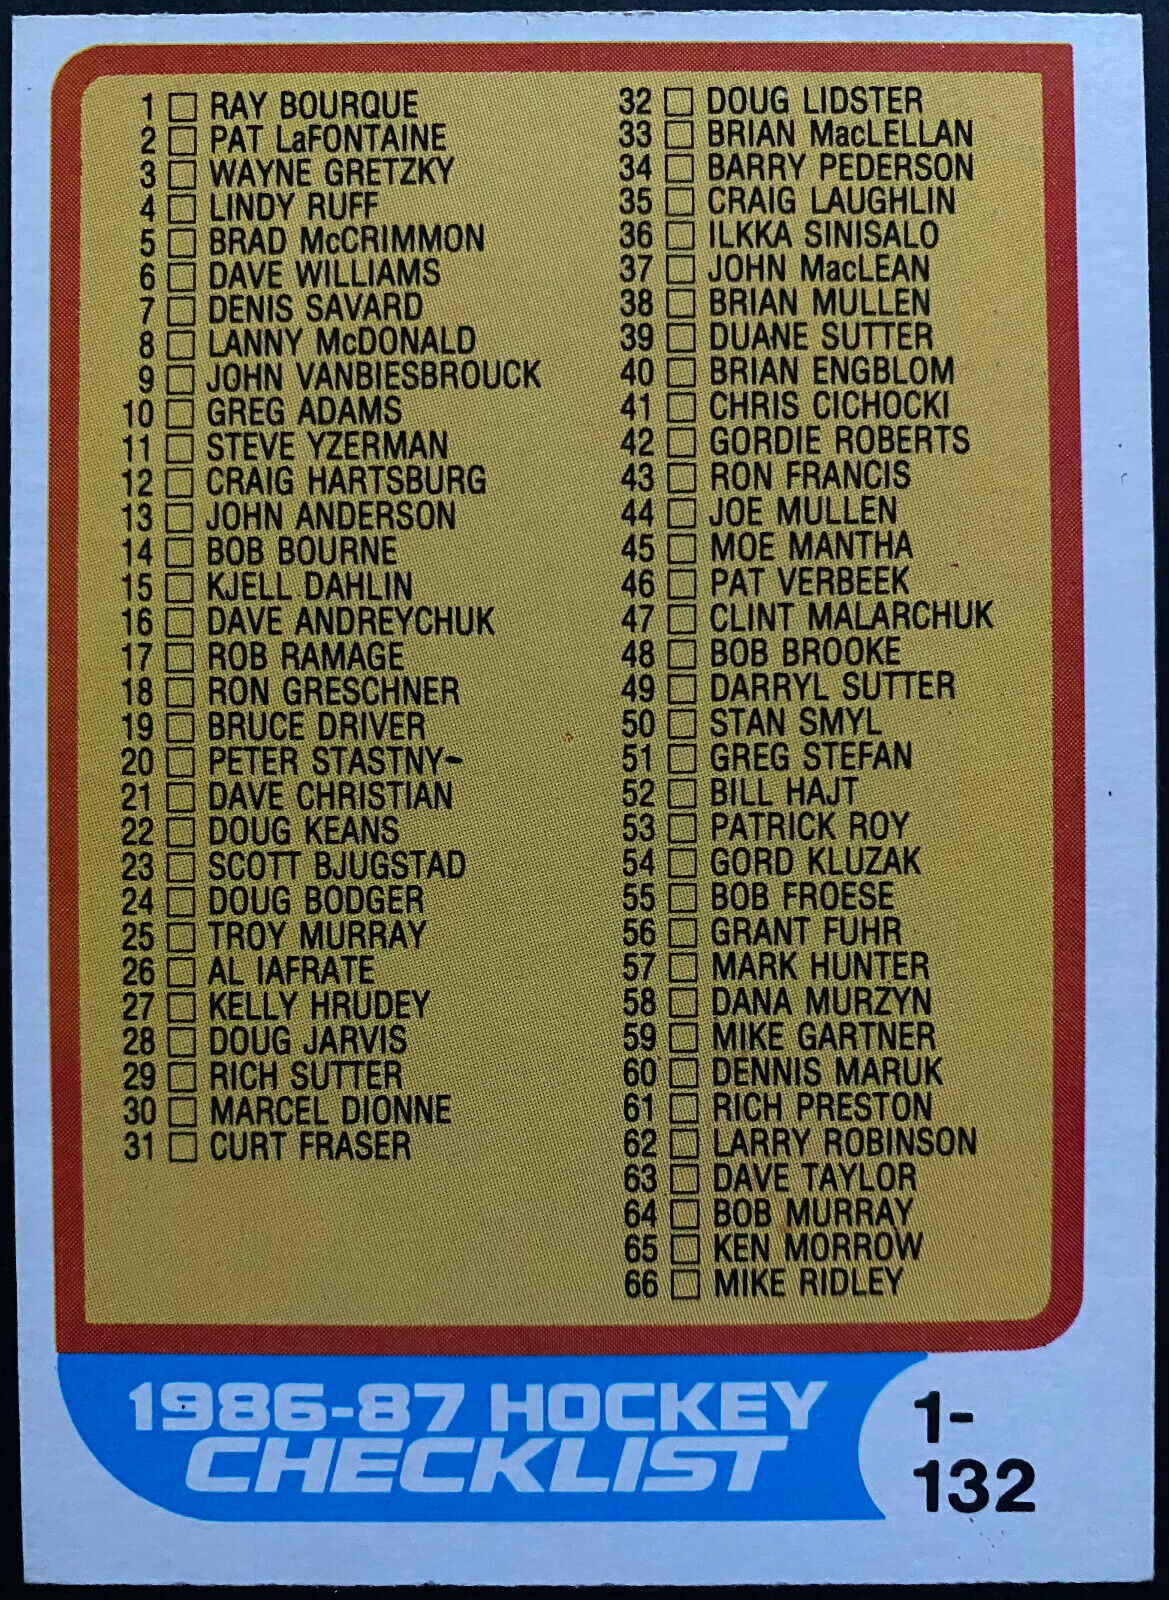 1 RAY BOURQUE
2 PAT LaFONTAINE
3 WAYNE GRETZKY
4 LINDY RUFF
5 BRAD McCRIMMON
6 DAVE WILLIAMS
7 DENIS SAVARD
8 LANNY McDONALD
9 JOHN VANBIESBROUCK
10 GREG ADAMS
11 STEVE YZERMAN
12 CRAIG HARTSBURG
13 JOHN ANDERSON
14 BOB BOURNE
15 KJELL DAHLIN
16 DAVE ANDREYCHUK
17 ROB RAMAGE
18 RON GRESCHNER
19 BRUCE DRIVER
20 PETER STASTNY-
21 DAVE CHRISTIAN
22 DOUG KEANS
23 SCOTT BJUGSTAD
24 DOUG BODGER
25 TROY MURRAY
26 AL IAFRATE
27 KELLY HRUDEY
28 DOUG JARVIS
29 RICH SUTTER
30 MARCEL DIONNE
31 CURT FRASER
32 DOUG LIDSTER
33 BRIAN MacLELLAN
34 BARRY PEDERSON
35 CRAIG LAUGHLIN
36 ILKKA SINISALO
37 JOHN MacLEAN
38 BRIAN MULLEN
39 DUANE SUTTER
40 BRIAN ENGBLOM
41 CHRIS CICHOCKI
42 GORDIE ROBERTS
43 RON FRANCIS
44 JOE MULLEN
45 MOE MANTHA
46 PAT VERBEEK
47 CLINT MALARCHUK
48 BOB BROOKE
49 DARRYL SUTTER
50 STAN SMYL
51 GREG STEFAN
52 BILL HAJT
53 PATRICK ROY
54 GORD KLUZAK
55 BOB FROESE
56 GRANT FUHR
57 MARK HUNTER
58 DANA MURZYN
59 MIKE GARTNER
60 DENNIS MARUK
61 RICH PRESTON
62 LARRY ROBINSON
63 DAVE TAYLOR
64 BOB MURRAY
65 KEN MORROW
66 MIKE RIDLEY
1986-87 HOCKEY
CHECKLIST
1-
132